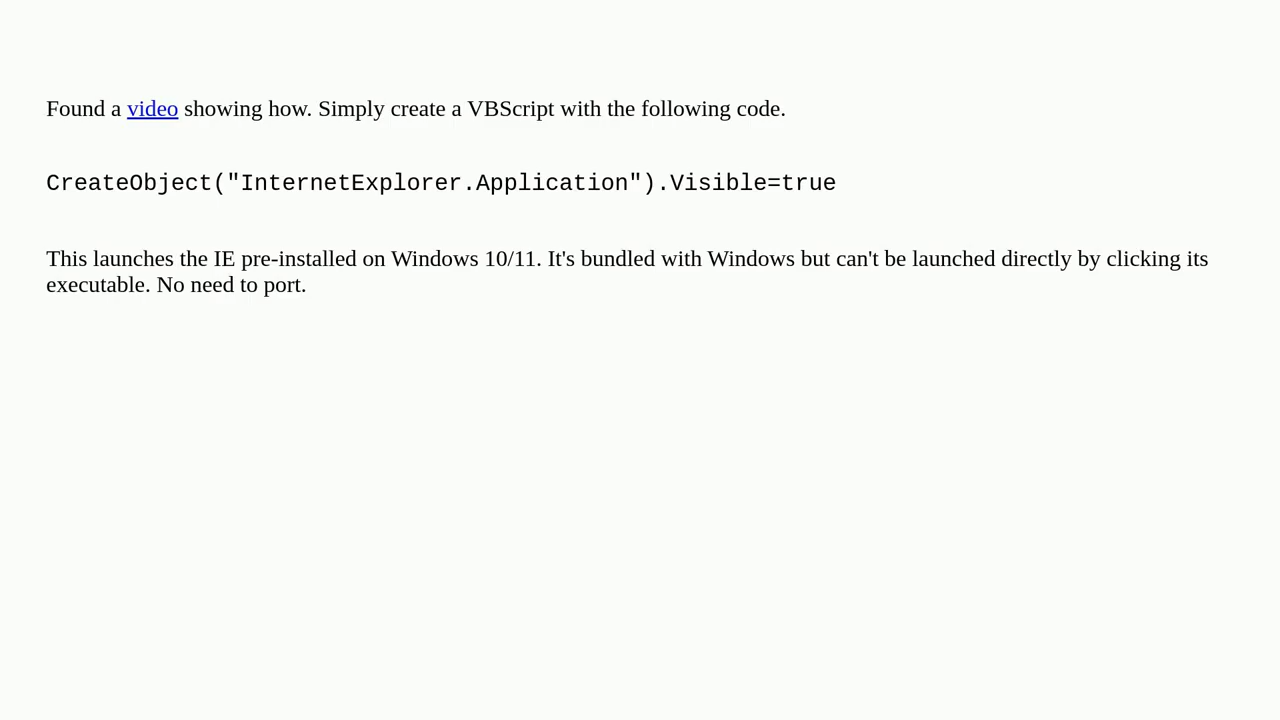 Found a video showing how. Simply create a VBScript with the following code.
CreateObject("InternetExplorer.Application").Visible=true
This launches the IE pre-installed on Windows 10/11. It's bundled with Windows but can't be launched directly by clicking its
executable. No need to port.